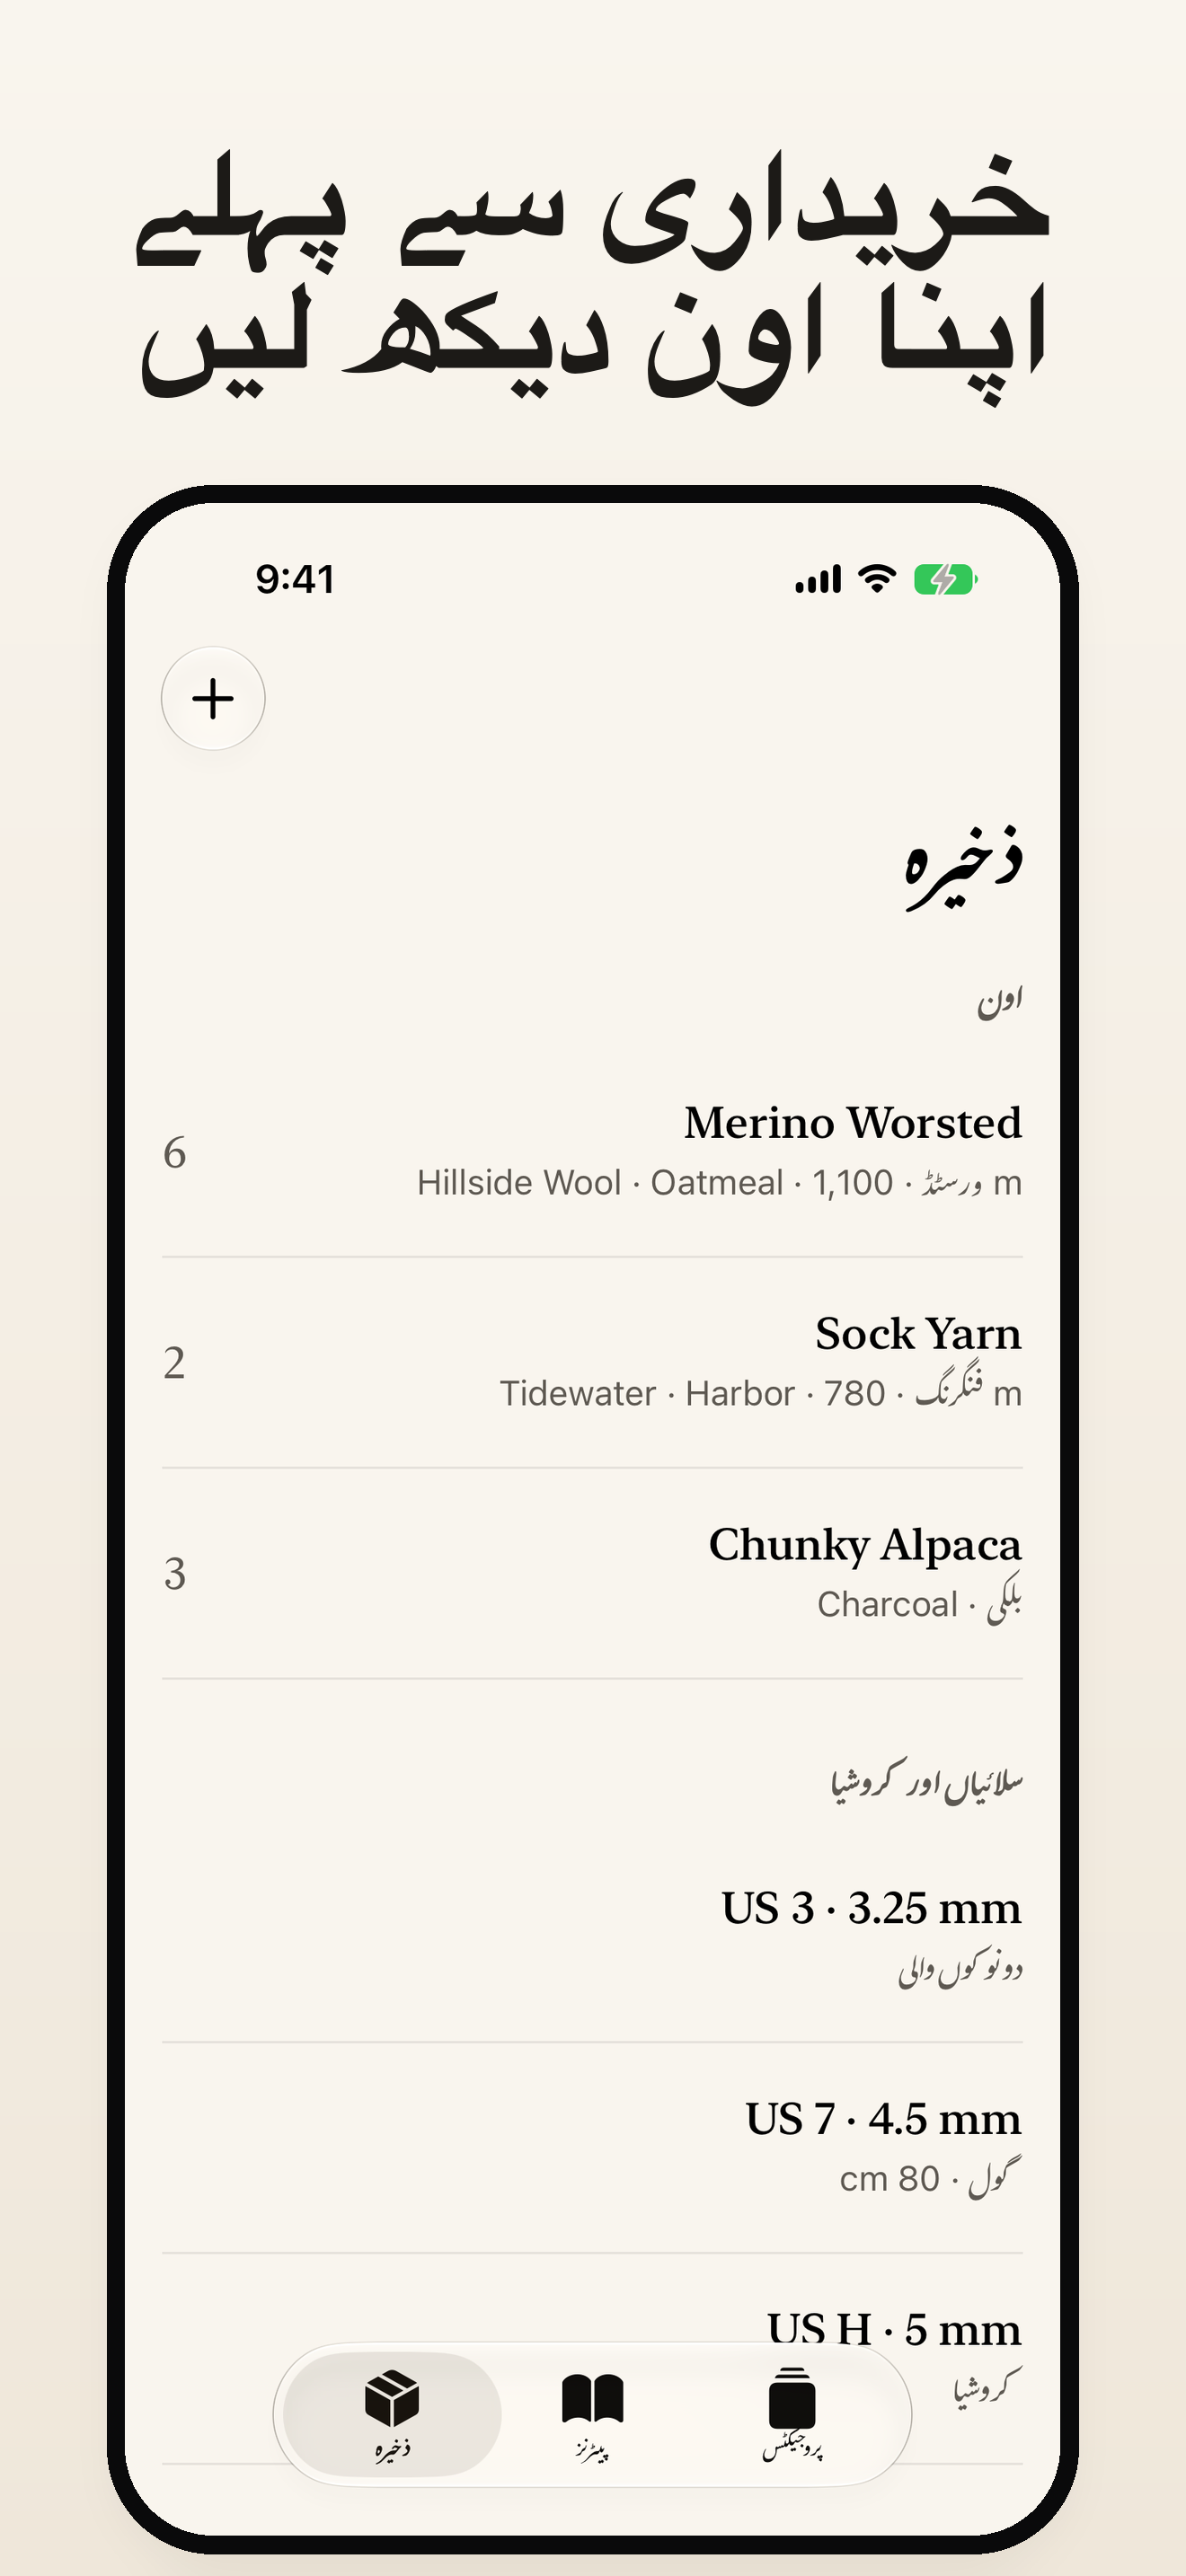 خریداری سے پہلے
اپنا اون دیکھ لیں
9:41
ذخیرہ
اون
Merino Worsted
6
Hillside Wool · Oatmeal · 1,100 · ورسٹڈ m
Sock Yarn
2
Tidewater · Harbor · 780 · فنگرنگ m
Chunky Alpaca
3
بلکی · Charcoal
سلائیاں اور کروشیا
US 3 · 3.25 mm
دو نوکوں والی
US 7 · 4.5 mm
گول · 80 cm
US H · 5 mm
کروشیا
پروجیکٹس
پیٹرنز
ذخیرہ